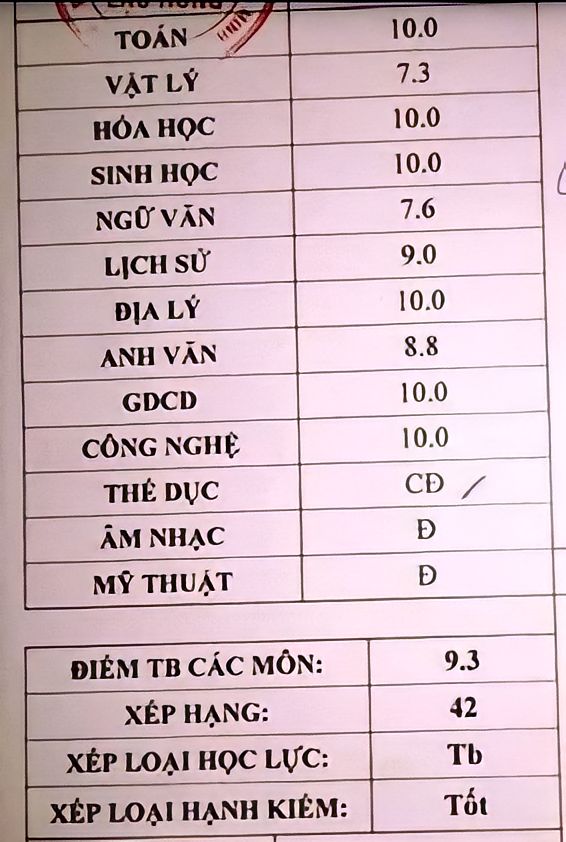 TOÁN 10.0
VẬT LÝ 7.3
HÓA HỌC 10.0
SINH HỌC 10.0
NGỮ VĂN 7.6
LỊCH SỬ 9.0
ĐỊA LÝ 10.0
ANH VĂN 8.8
GDCD 10.0
CÔNG NGHỆ 10.0
THỂ DỤC CĐ
ÂM NHẠC Đ
MỸ THUẬT Đ
ĐIỂM TB CÁC MÔN: 9.3
XẾP HẠNG: 42
XẾP LOẠI HỌC LỰC: Tb
XẾP LOẠI HẠNH KIỂM: Tốt